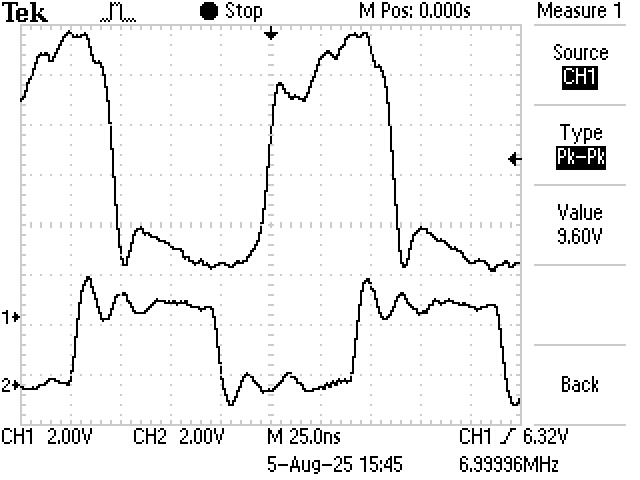 Tek Stop M Pos: 0.000s Measure 1
Source
CH1
Type
Pk-Pk
Value
9.60V
1
2
Back
CH1 2.00V CH2 2.00V M 25.0ns CH1 6.32V
5-Aug-25 15:45 6.99996MHz